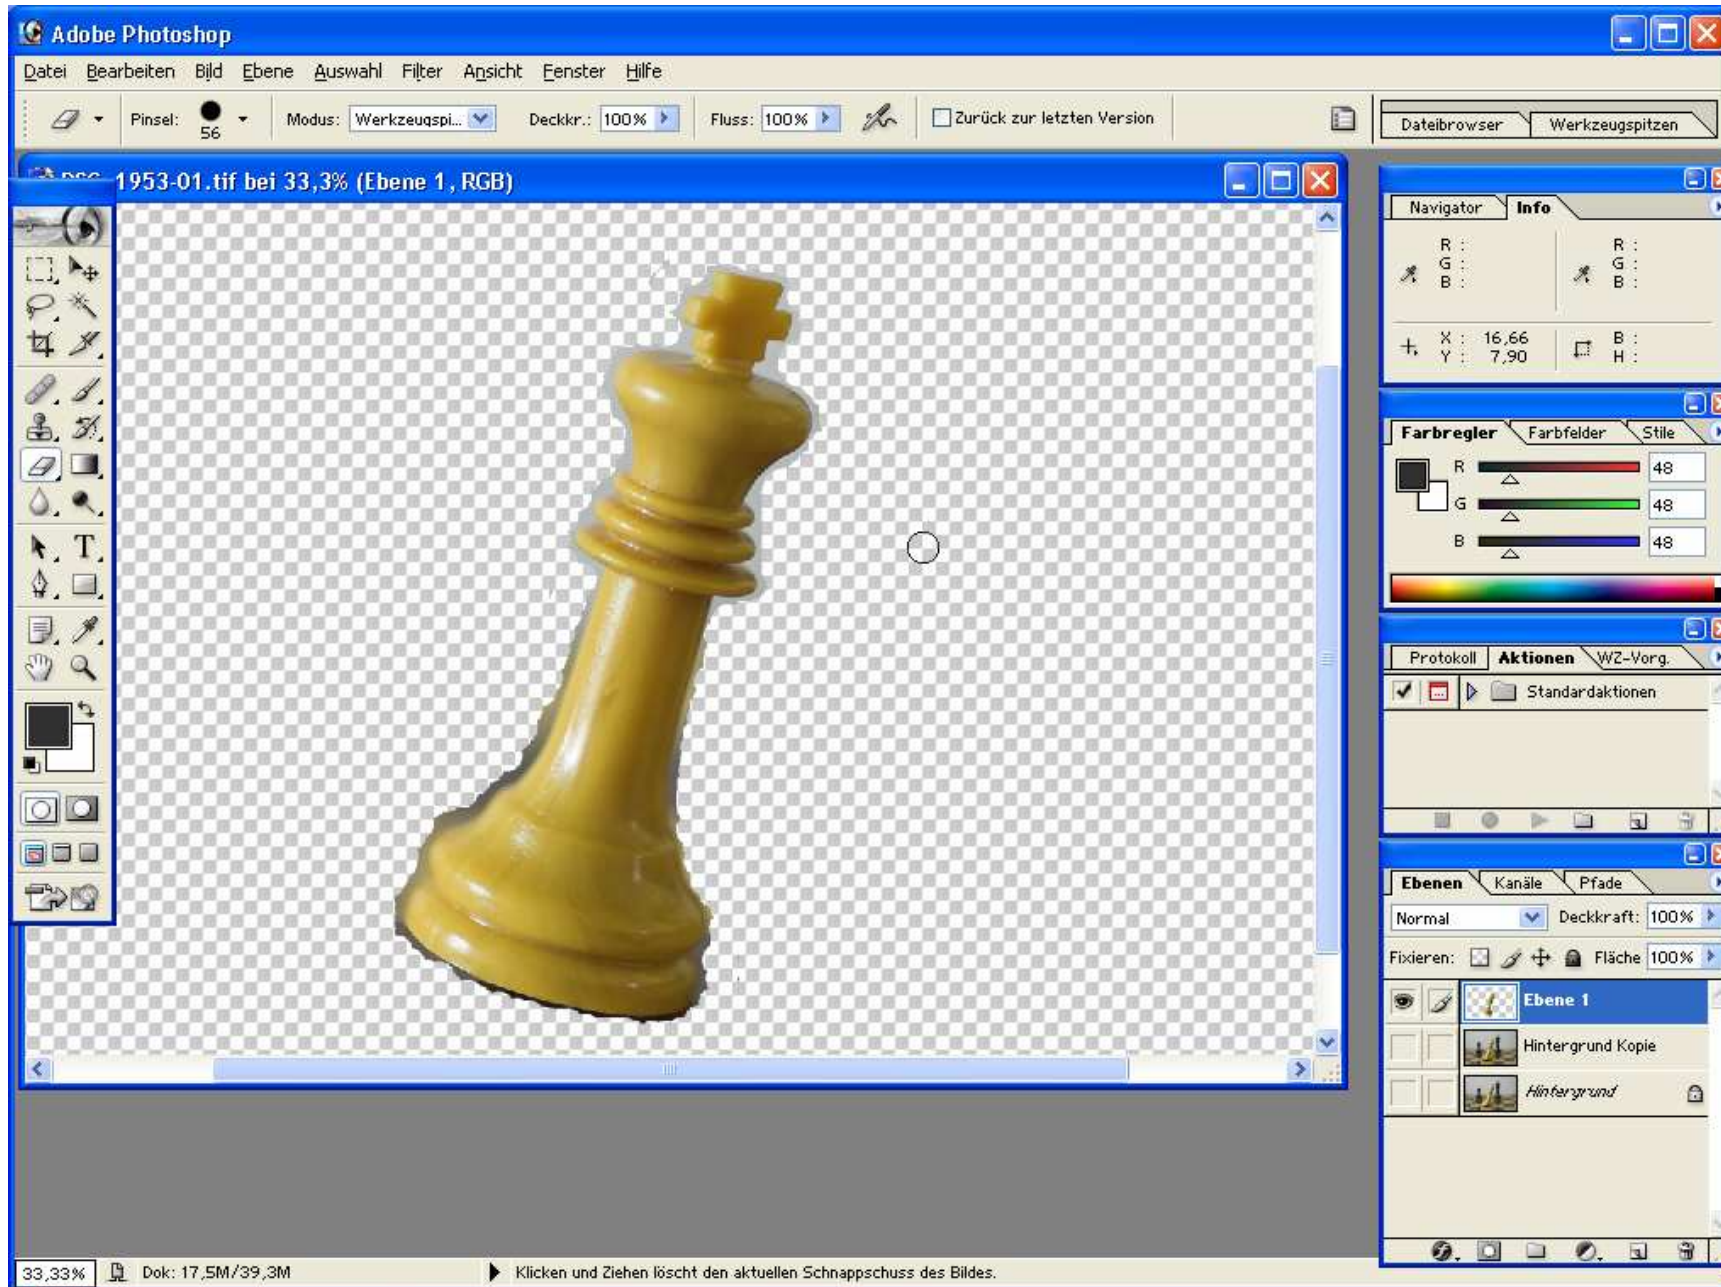 Adobe Photoshop
Datei Bearbeiten Bild Ebene Auswahl Filter Ansicht Fenster Hilfe
Pinsel: 56 Modus: Werkzeugspi... Deckkr.: 100% Fluss: 100% Zurück zur letzten Version
Dateibrowser Werkzeugspitzen
1953-01.tif bei 33,3% (Ebene 1, RGB)
Navigator Info
R : R :
G : G :
B : B :
X : 16,66 B :
Y : 7,90 H :
Farbregler Farbfelder Stile
R 48
G 48
B 48
T
Protokoll Aktionen WZ-Vorg.
Standardaktionen
Ebenen Kanäle Pfade
Normal Deckkraft: 100%
Fixieren: Fläche 100%
Ebene 1
Hintergrund Kopie
Hintergrund
33,33% Dok: 17,5M/39,3M Klicken und Ziehen löscht den aktuellen Schnappschuss des Bildes.